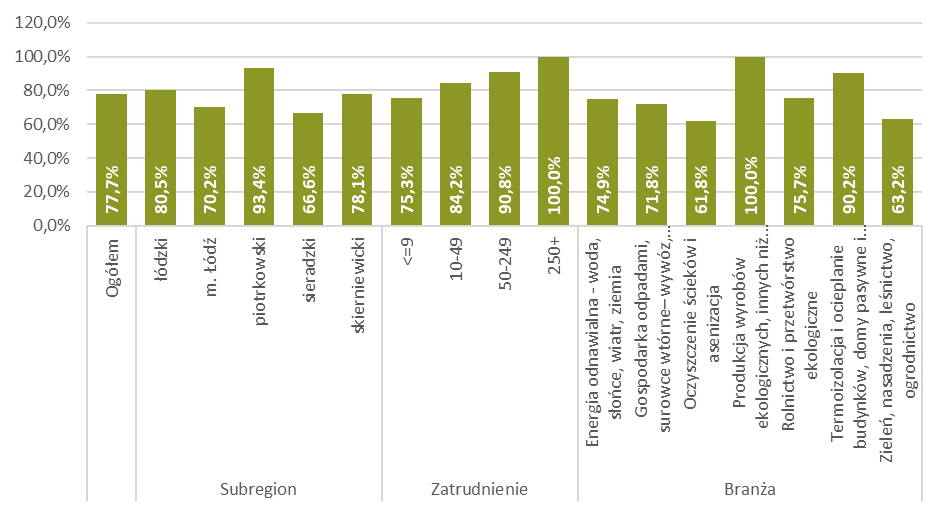 120,0%
100,0%
80,0%
60,0%
40,0%
20,0%
0,0%
77,7%
80,5%
70,2%
93,4%
66,6%
78,1%
75,3%
84,2%
90,8%
100,0%
74,9%
71,8%
61,8%
100,0%
75,7%
90,2%
63,2%
Ogółem
łódzki
m. Łódź
piotrkowski
sieradzki
skierniewicki
<=9
10-49
50-249
250+
Energia odnawialna - woda,
słońce, wiatr, ziemia
Gospodarka odpadami,
surowce wtórne– wywóz,...
Oczyszczenie ścieków i
asenizacja
Produkcja wyrobów
ekologicznych, innych niż...
Rolnictwo i przetwórstwo
ekologiczne
Termoizolacja i ocieplanie
budynków, domy pasywne i...
Zieleń, nasadzenia, leśnictwo,
ogrodnictwo
Subregion
Zatrudnienie
Branża